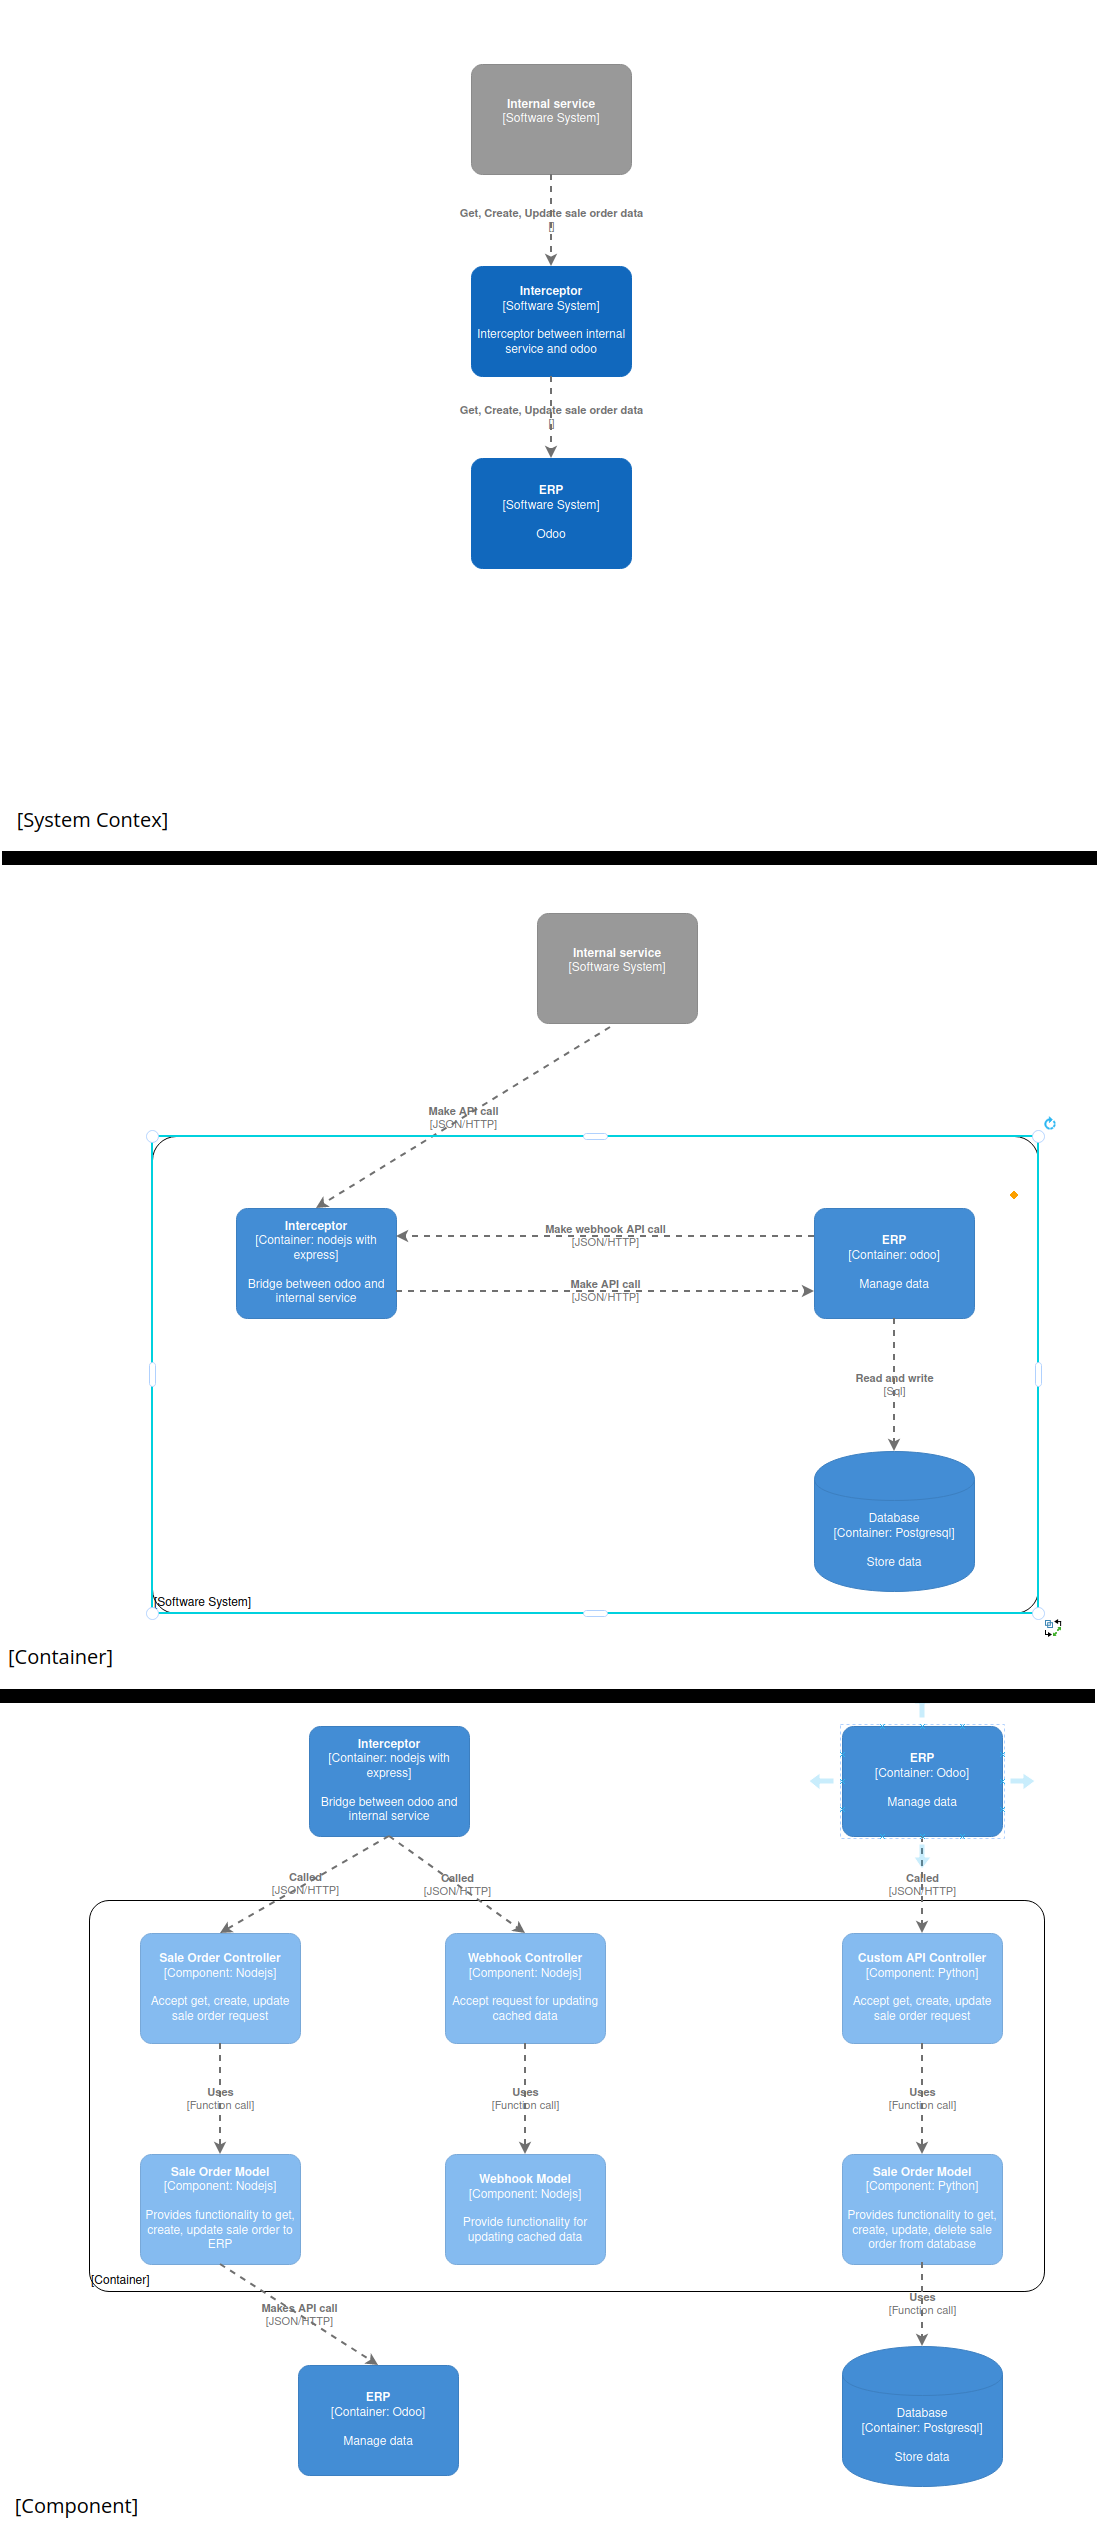 Internal service
[Software System]
Get, Create, Update sale order data
[]
Interceptor
[Software System]
Interceptor between internal
service and odoo
Get, Create, Update sale order data
[]
ERP
[Software System]
Odoo
[System Contex]
Internal service
[Software System]
Make API call
[JSON/HTTP]
Interceptor
[Container: nodejs with
express]
Bridge between odoo and
internal service
Make webhook API call
[JSON/HTTP]
Make API call
[JSON/HTTP]
ERP
[Container: odoo]
Manage data
Read and write
[Sql]
Database
[Container: Postgresql]
Store data
[Software System]
[Container]
Interceptor
[Container: nodejs with
express]
Bridge between odoo and
internal service
ERP
[Container: Odoo]
Manage data
Called
[JSON/HTTP]
Called
[JSON/HTTP]
Called
[JSON/HTTP]
Sale Order Controller
[Component: Nodejs]
Accept get, create, update
sale order request
Webhook Controller
[Component: Nodejs]
Accept request for updating
cached data
Custom API Controller
[Component: Python]
Accept get, create, update
sale order request
Uses
[Function call]
Uses
[Function call]
Uses
[Function call]
Sale Order Model
[Component: Nodejs]
Provides functionality to get,
create, update sale order to
ERP
Webhook Model
[Component: Nodejs]
Provide functionality for
updating cached data
Sale Order Model
[Component: Python]
Provides functionality to get,
create, update, delete sale
order from database
[Container]
Makes API call
[JSON/HTTP]
Uses
[Function call]
ERP
[Container: Odoo]
Manage data
Database
[Container: Postgresql]
Store data
[Component]